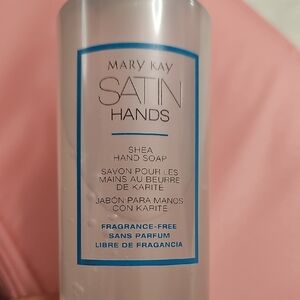 MARY KAY
SATIN
HANDS
SHEA
HAND SOAP
SAVON POUR LES
MAINS AU BEURRE
DE KARITÉ
JABÓN PARA MANOS
CON KARITÉ
FRAGRANCE-FREE
SANS PARFUM
LIBRE DE FRAGANCIA